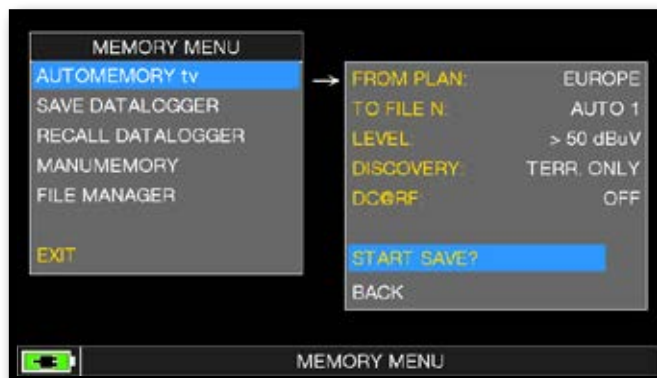 MEMORY MENU
AUTOMEMORY tv
SAVE DATALOGGER
RECALL DATALOGGER
MANUMEMORY
FILE MANAGER
EXIT
→
FROM PLAN: EUROPE
TO FILE N: AUTO 1
LEVEL: > 50 dBuV
DISCOVERY: TERR. ONLY
DC@RF OFF
START SAVE?
BACK
MEMORY MENU